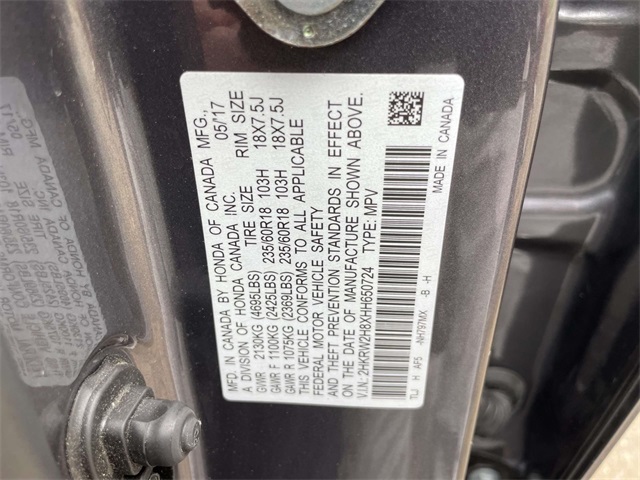 MFD. IN CANADA BY HONDA OF CANADA MFG.,
A DIVISION OF HONDA CANADA INC. 05/17
TIRE SIZE RIM SIZE
GVWR 2130KG (4695LBS)
GAWR F 1100KG (2425LBS) 235/60R18 103H 18X7.5J
GAWR R 1075KG (2369LBS) 235/60R18 103H 18X7.5J
THIS VEHICLE CONFORMS TO ALL APPLICABLE
FEDERAL MOTOR VEHICLE SAFETY
AND THEFT PREVENTION STANDARDS IN EFFECT
ON THE DATE OF MANUFACTURE SHOWN ABOVE.
V.I.N: 2HKRW2H8XHH650724 TYPE: MPV
TLJ H AP5 -NH797MX -B -H MADE IN CANADA